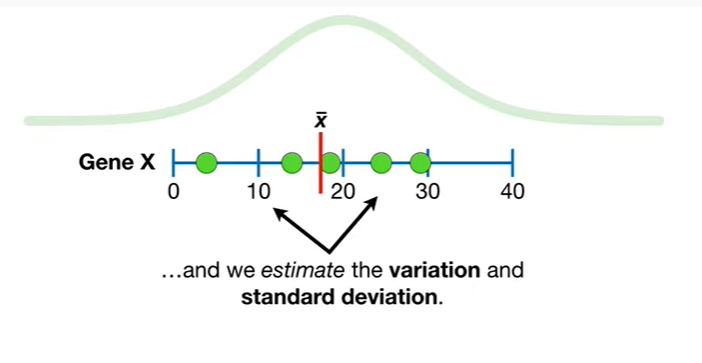 x̄
Gene X
0 10 20 30 40
...and we estimate the variation and
standard deviation.